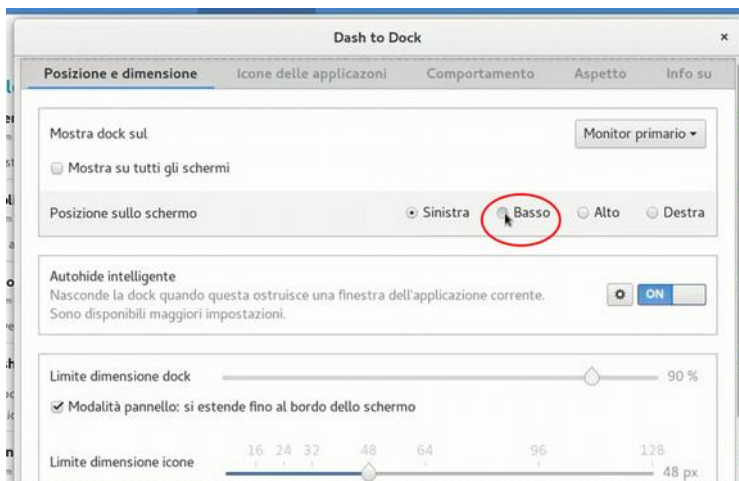 Dash to Dock ×
Posizione e dimensione Icone delle applicazoni Comportamento Aspetto Info su
Mostra dock sul Monitor primario
Mostra su tutti gli schermi
Posizione sullo schermo Sinistra Basso Alto Destra
Autohide intelligente
Nasconde la dock quando questa ostruisce una finestra dell'applicazione corrente. ON
Sono disponibili maggiori impostazioni.
Limite dimensione dock 90 %
Modalità pannello: si estende fino al bordo dello schermo
16 24 32 48 64 96 128
Limite dimensione icone 48 px